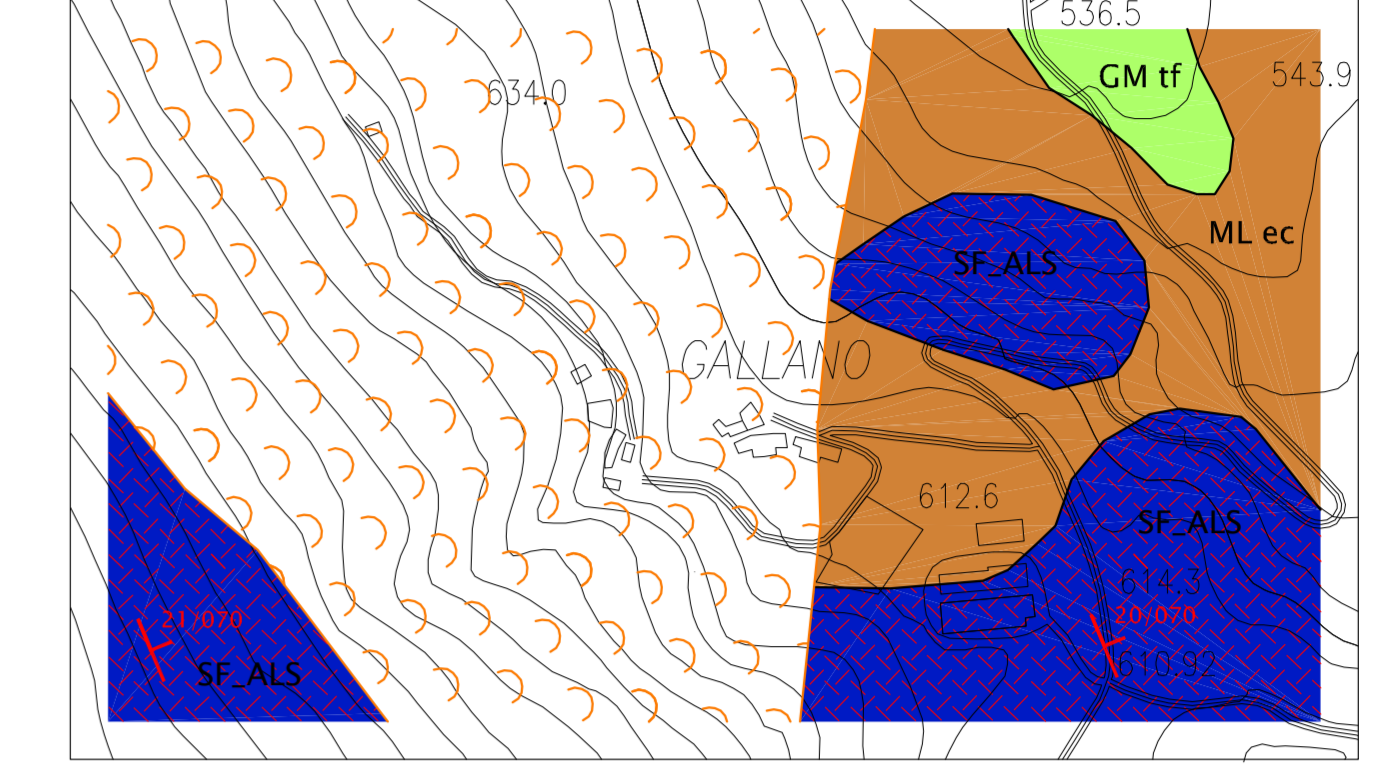 536.5
GM tf
543.9
634.0
ML ec
SF_ALS
GALLANO
612.6
SF_ALS
614.3
20/070
21/070
610.92
SF_ALS